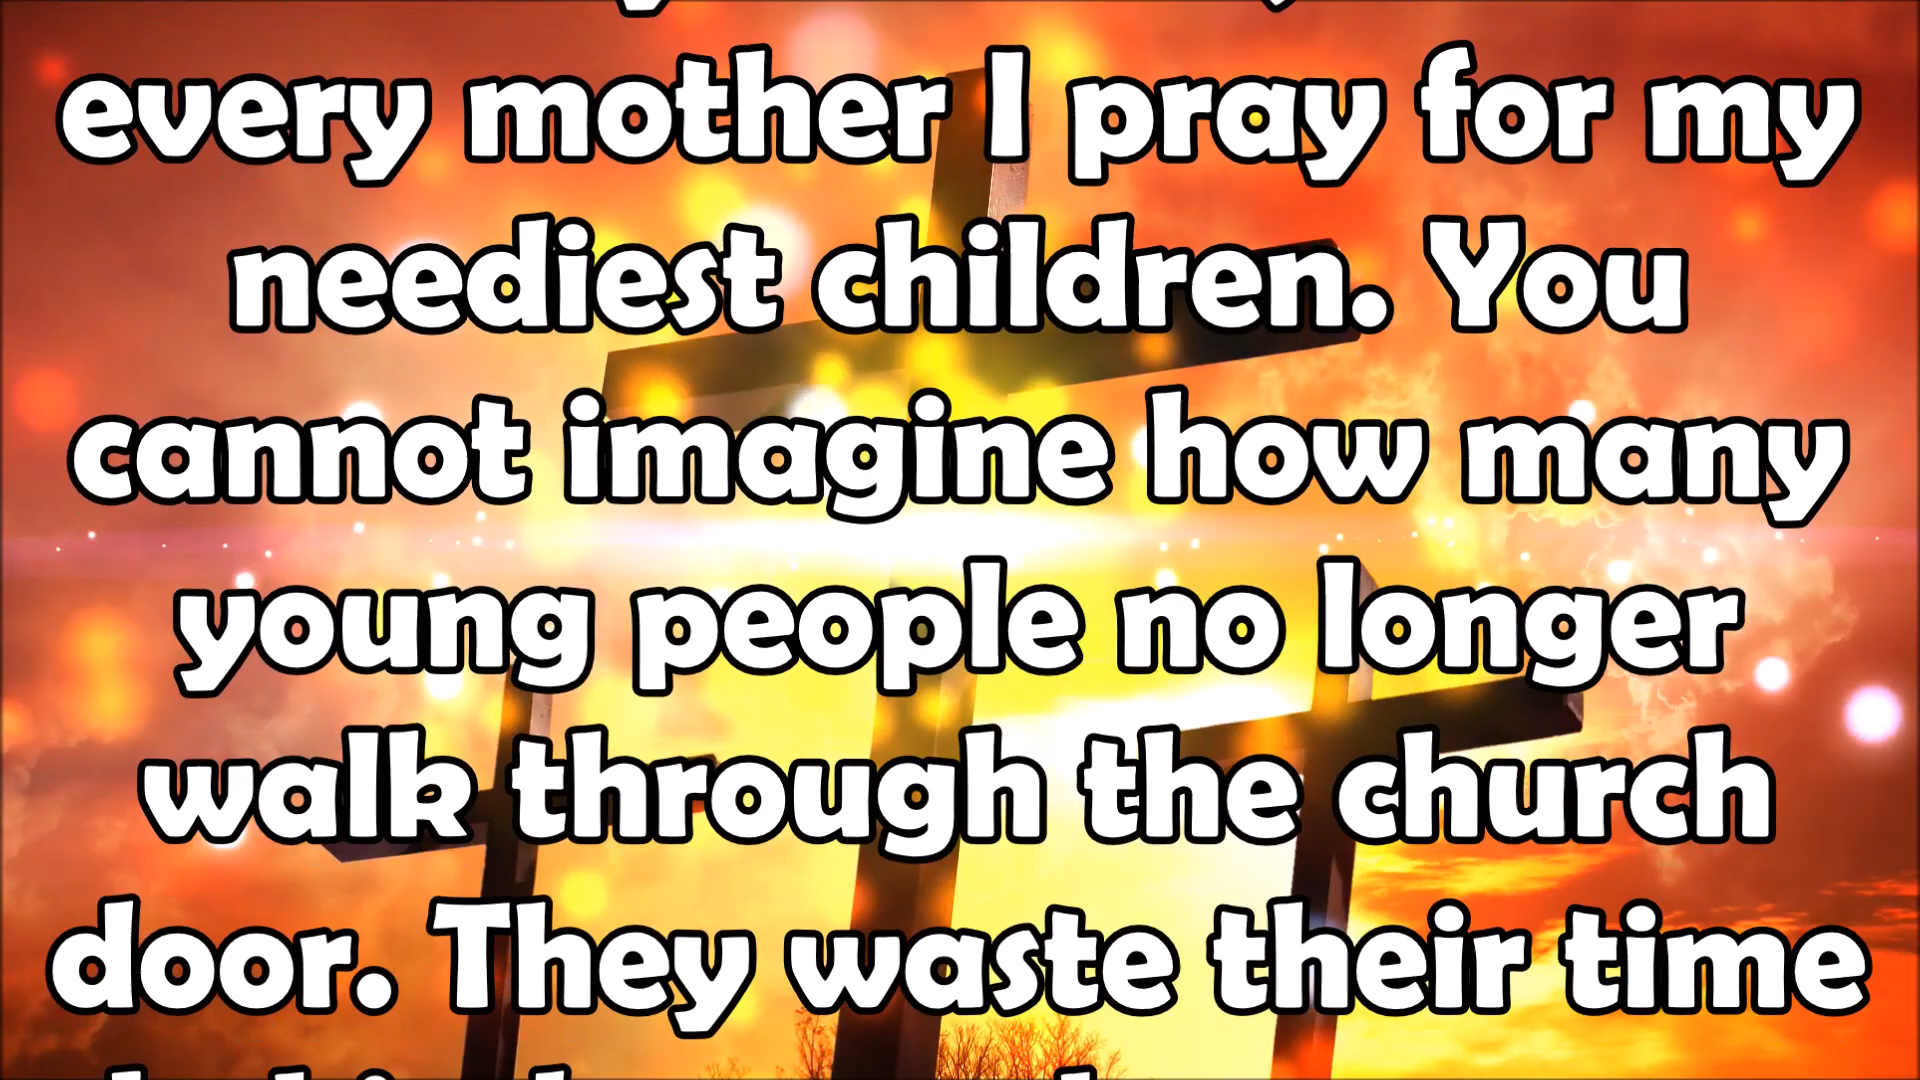 every mother I pray for my
neediest children. You
cannot imagine how many
young people no longer
walk through the church
door. They waste their time